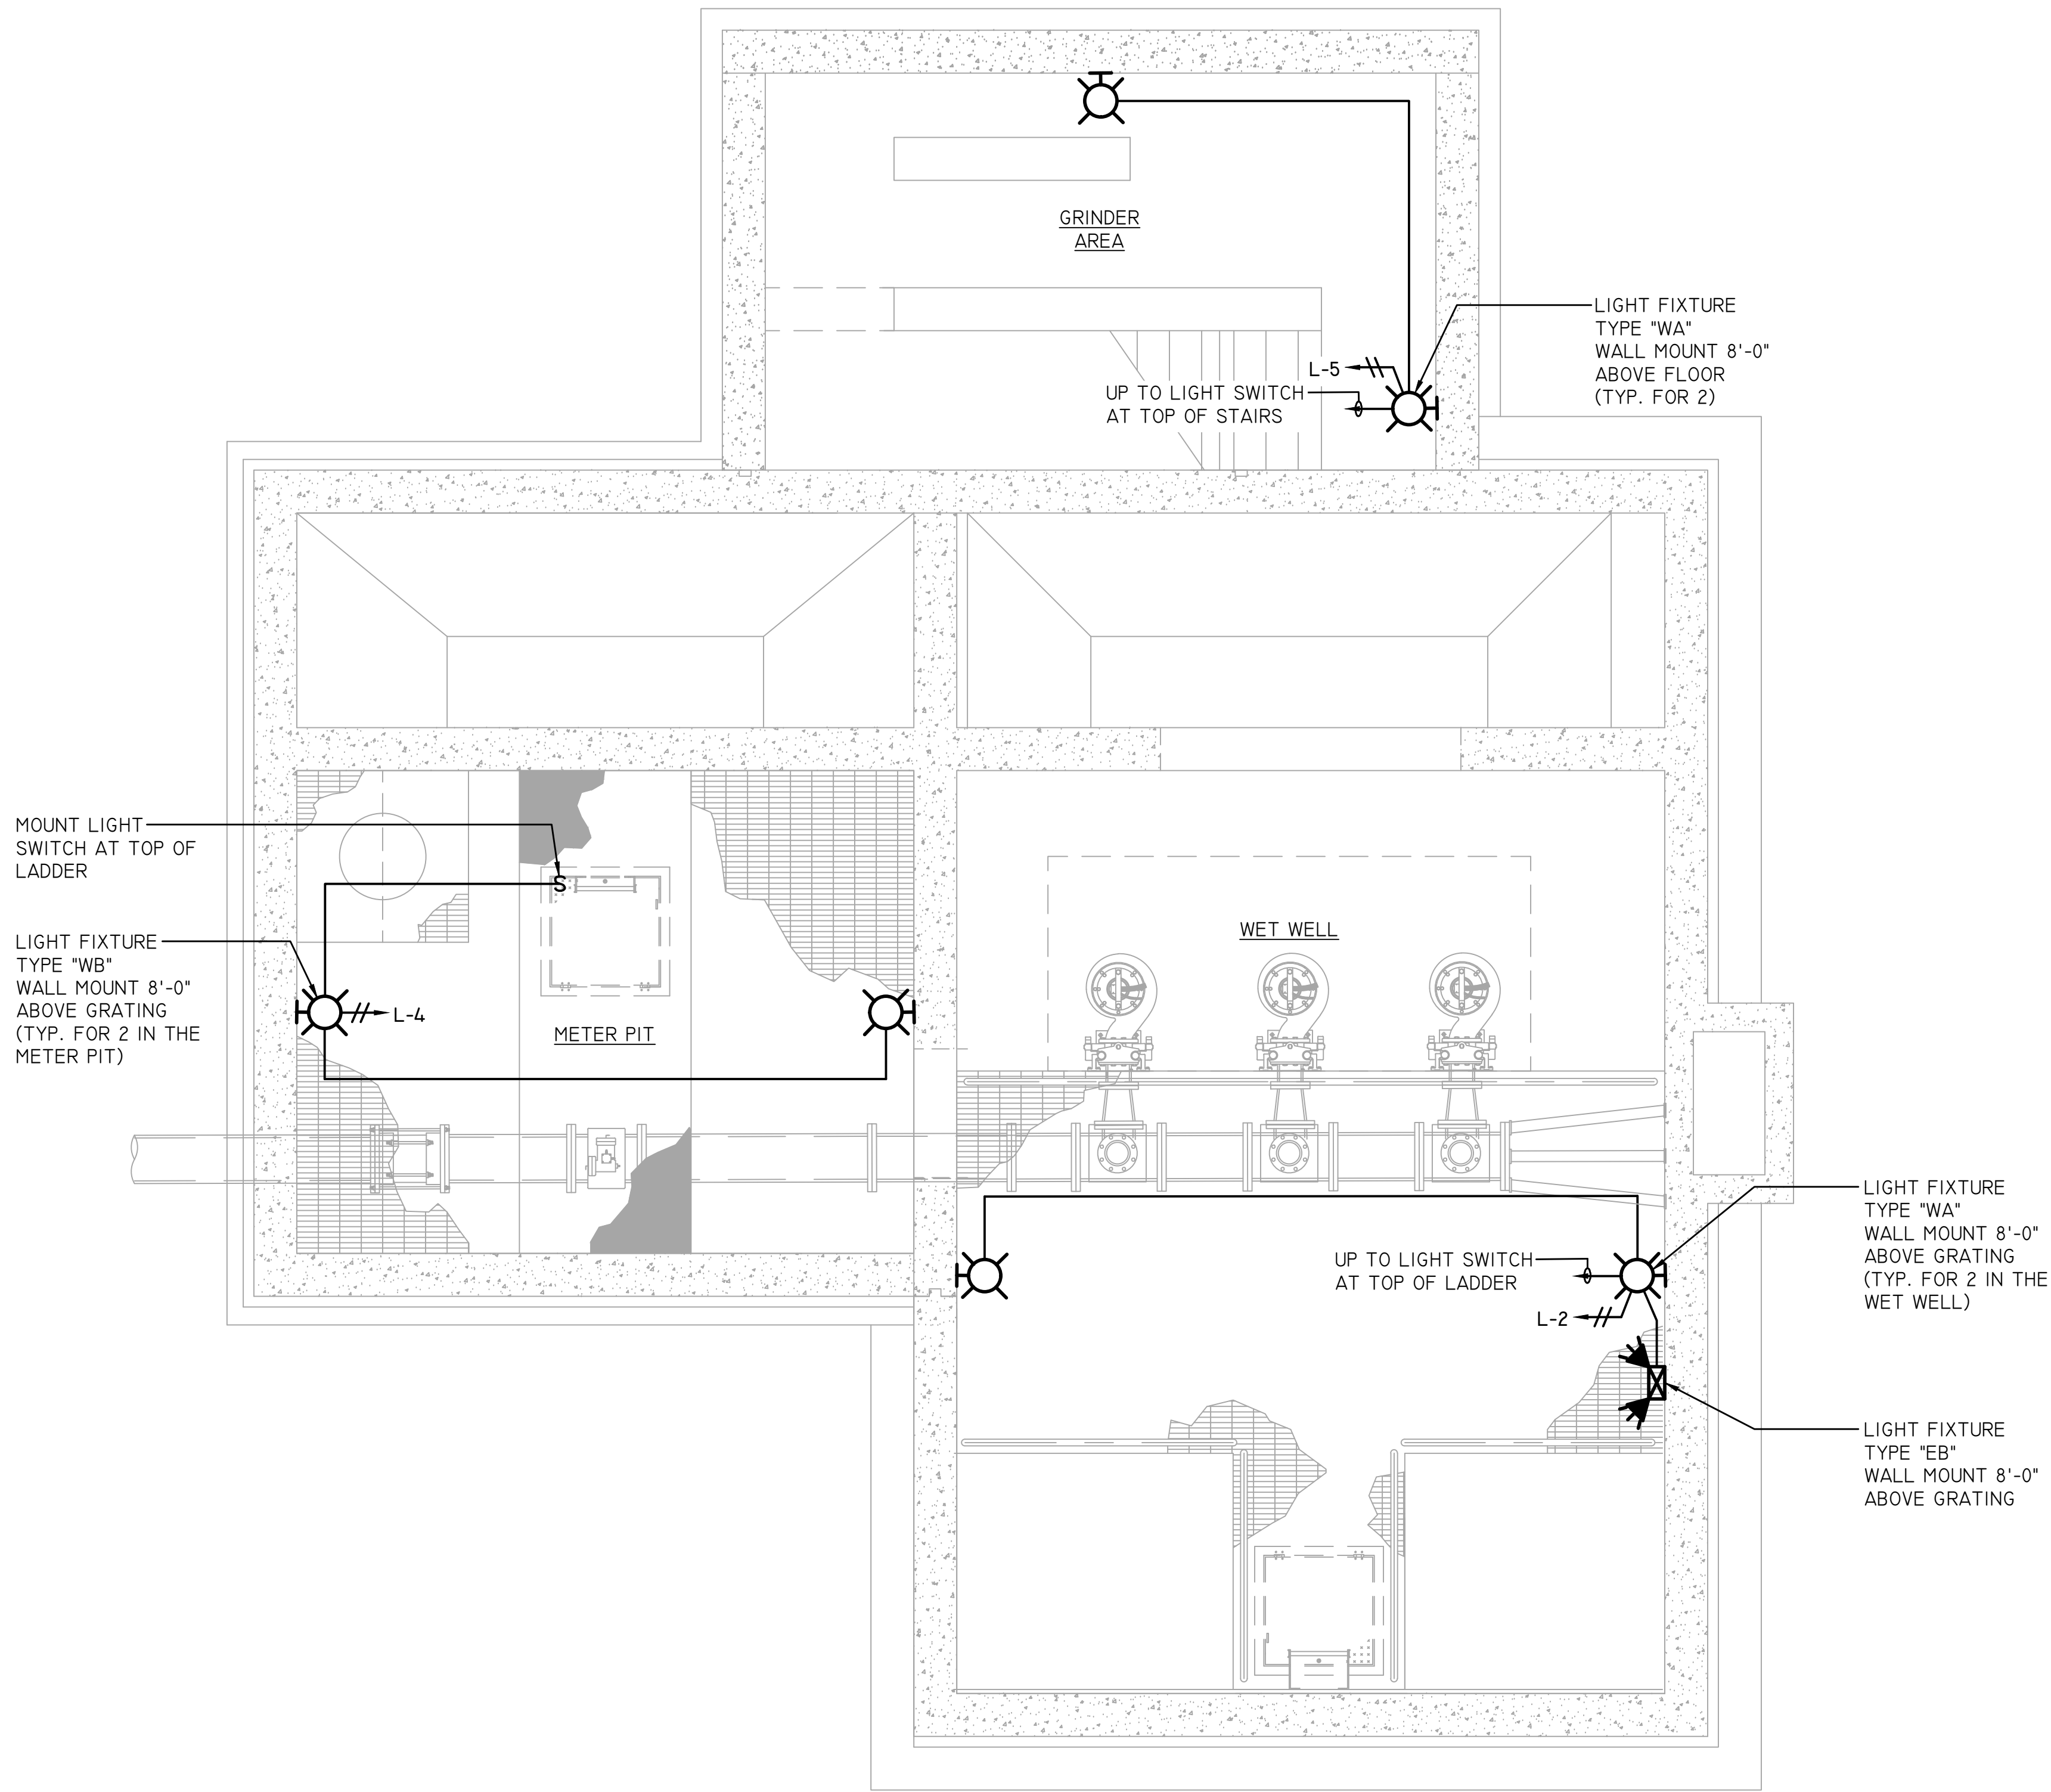 GRINDER
AREA
LIGHT FIXTURE
TYPE "WA"
WALL MOUNT 8'-0"
ABOVE FLOOR
(TYP. FOR 2)
L-5
UP TO LIGHT SWITCH
AT TOP OF STAIRS
MOUNT LIGHT
SWITCH AT TOP OF
LADDER
S
LIGHT FIXTURE
TYPE "WB"
WALL MOUNT 8'-0"
ABOVE GRATING
(TYP. FOR 2 IN THE
METER PIT)
L-4
METER PIT
WET WELL
LIGHT FIXTURE
TYPE "WA"
WALL MOUNT 8'-0"
ABOVE GRATING
(TYP. FOR 2 IN THE
WET WELL)
UP TO LIGHT SWITCH
AT TOP OF LADDER
L-2
LIGHT FIXTURE
TYPE "EB"
WALL MOUNT 8'-0"
ABOVE GRATING